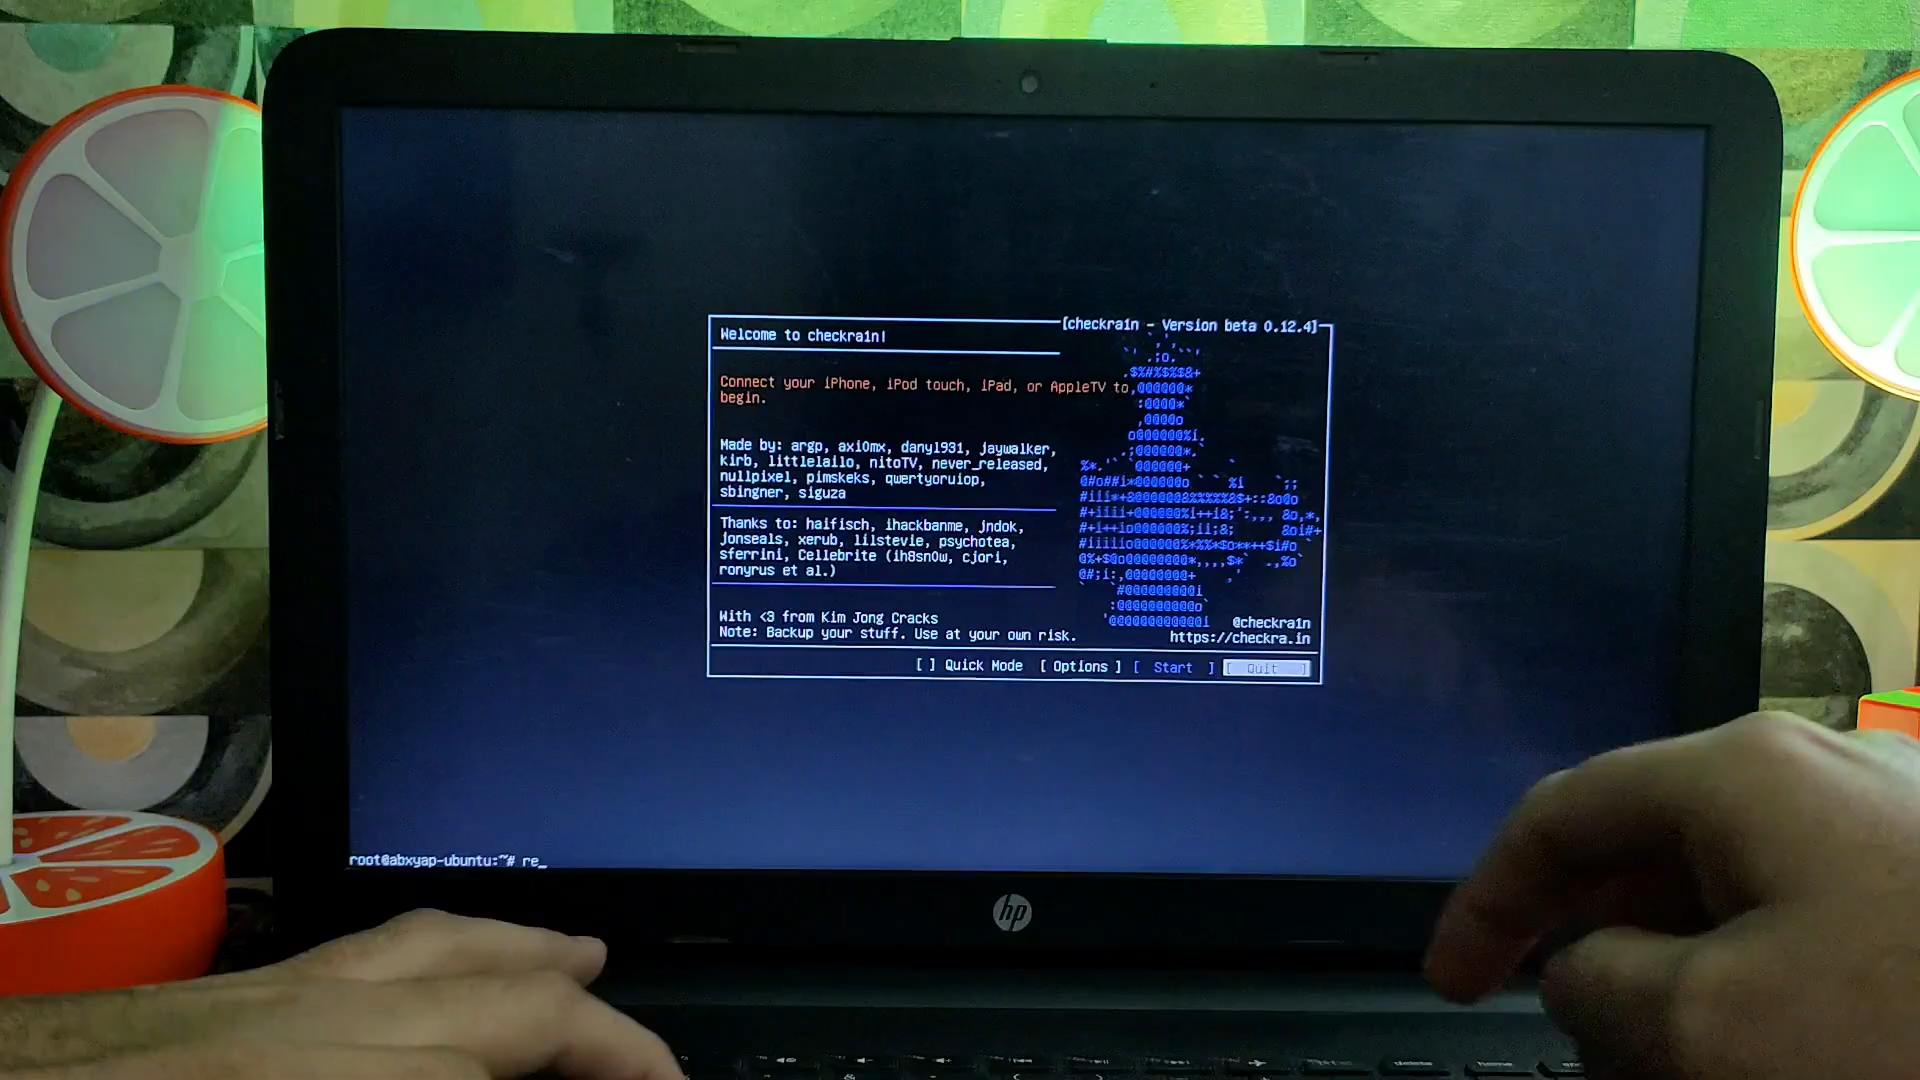 [checkra1n - Version beta 0.12.4]
Welcome to checkra1n!
Connect your iPhone, iPod touch, iPad, or AppleTV to
begin.
Made by: argp, axi0mx, danyl931, jaywalker,
kirb, littlelailo, nitoTV, never_released,
nullpixel, pimskeks, qwertyoruiop,
sbingner, siguza
Thanks to: haifisch, ihackbanme, jndok,
jonseals, xerub, lilstevie, psychotea,
sferrini, Cellebrite (ih8sn0w, cjori,
ronyrus et al.)
With <3 from Kim Jong Cracks
Note: Backup your stuff. Use at your own risk.
@checkra1n
https://checkra.in
[ ] Quick Mode [ Options ] [ Start ] [ Quit ]
root@abxyap-ubuntu:~# re_
hp